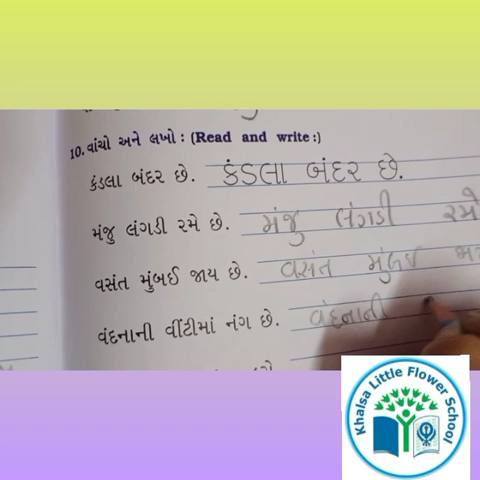 10. વાંચો અને લખો : (Read and write:)
કંડલા બંદર છે. કંડલા બંદર છે.
મંજુ લંગડી રમે છે. મંજુ લંગડી રમે
વસંત મુંબઈ જાય છે. વસંત મુંબઈ
વંદનાની વીંટીમાં નંગ છે. વંદનાની
Khalsa Little Flower School